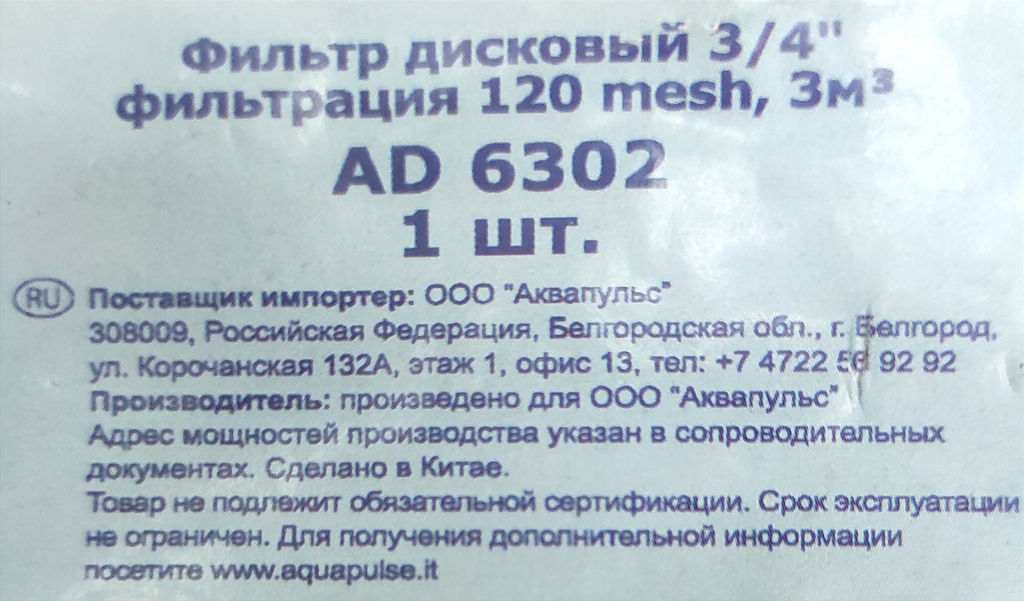 Фильтр дисковый 3/4"
фильтрация 120 mesh, 3м³
AD 6302
1 шт.
RU Поставщик импортер: ООО "Аквапульс"
308009, Российская Федерация, Белгородская обл., г. Белгород,
ул. Корочанская 132А, этаж 1, офис 13, тел: +7 4722 56 92 92
Производитель: произведено для ООО "Аквапульс"
Адрес мощностей производства указан в сопроводительных
документах. Сделано в Китае.
Товар не подлежит обязательной сертификации. Срок эксплуатации
не ограничен. Для получения дополнительной информации
посетите www.aquapulse.it